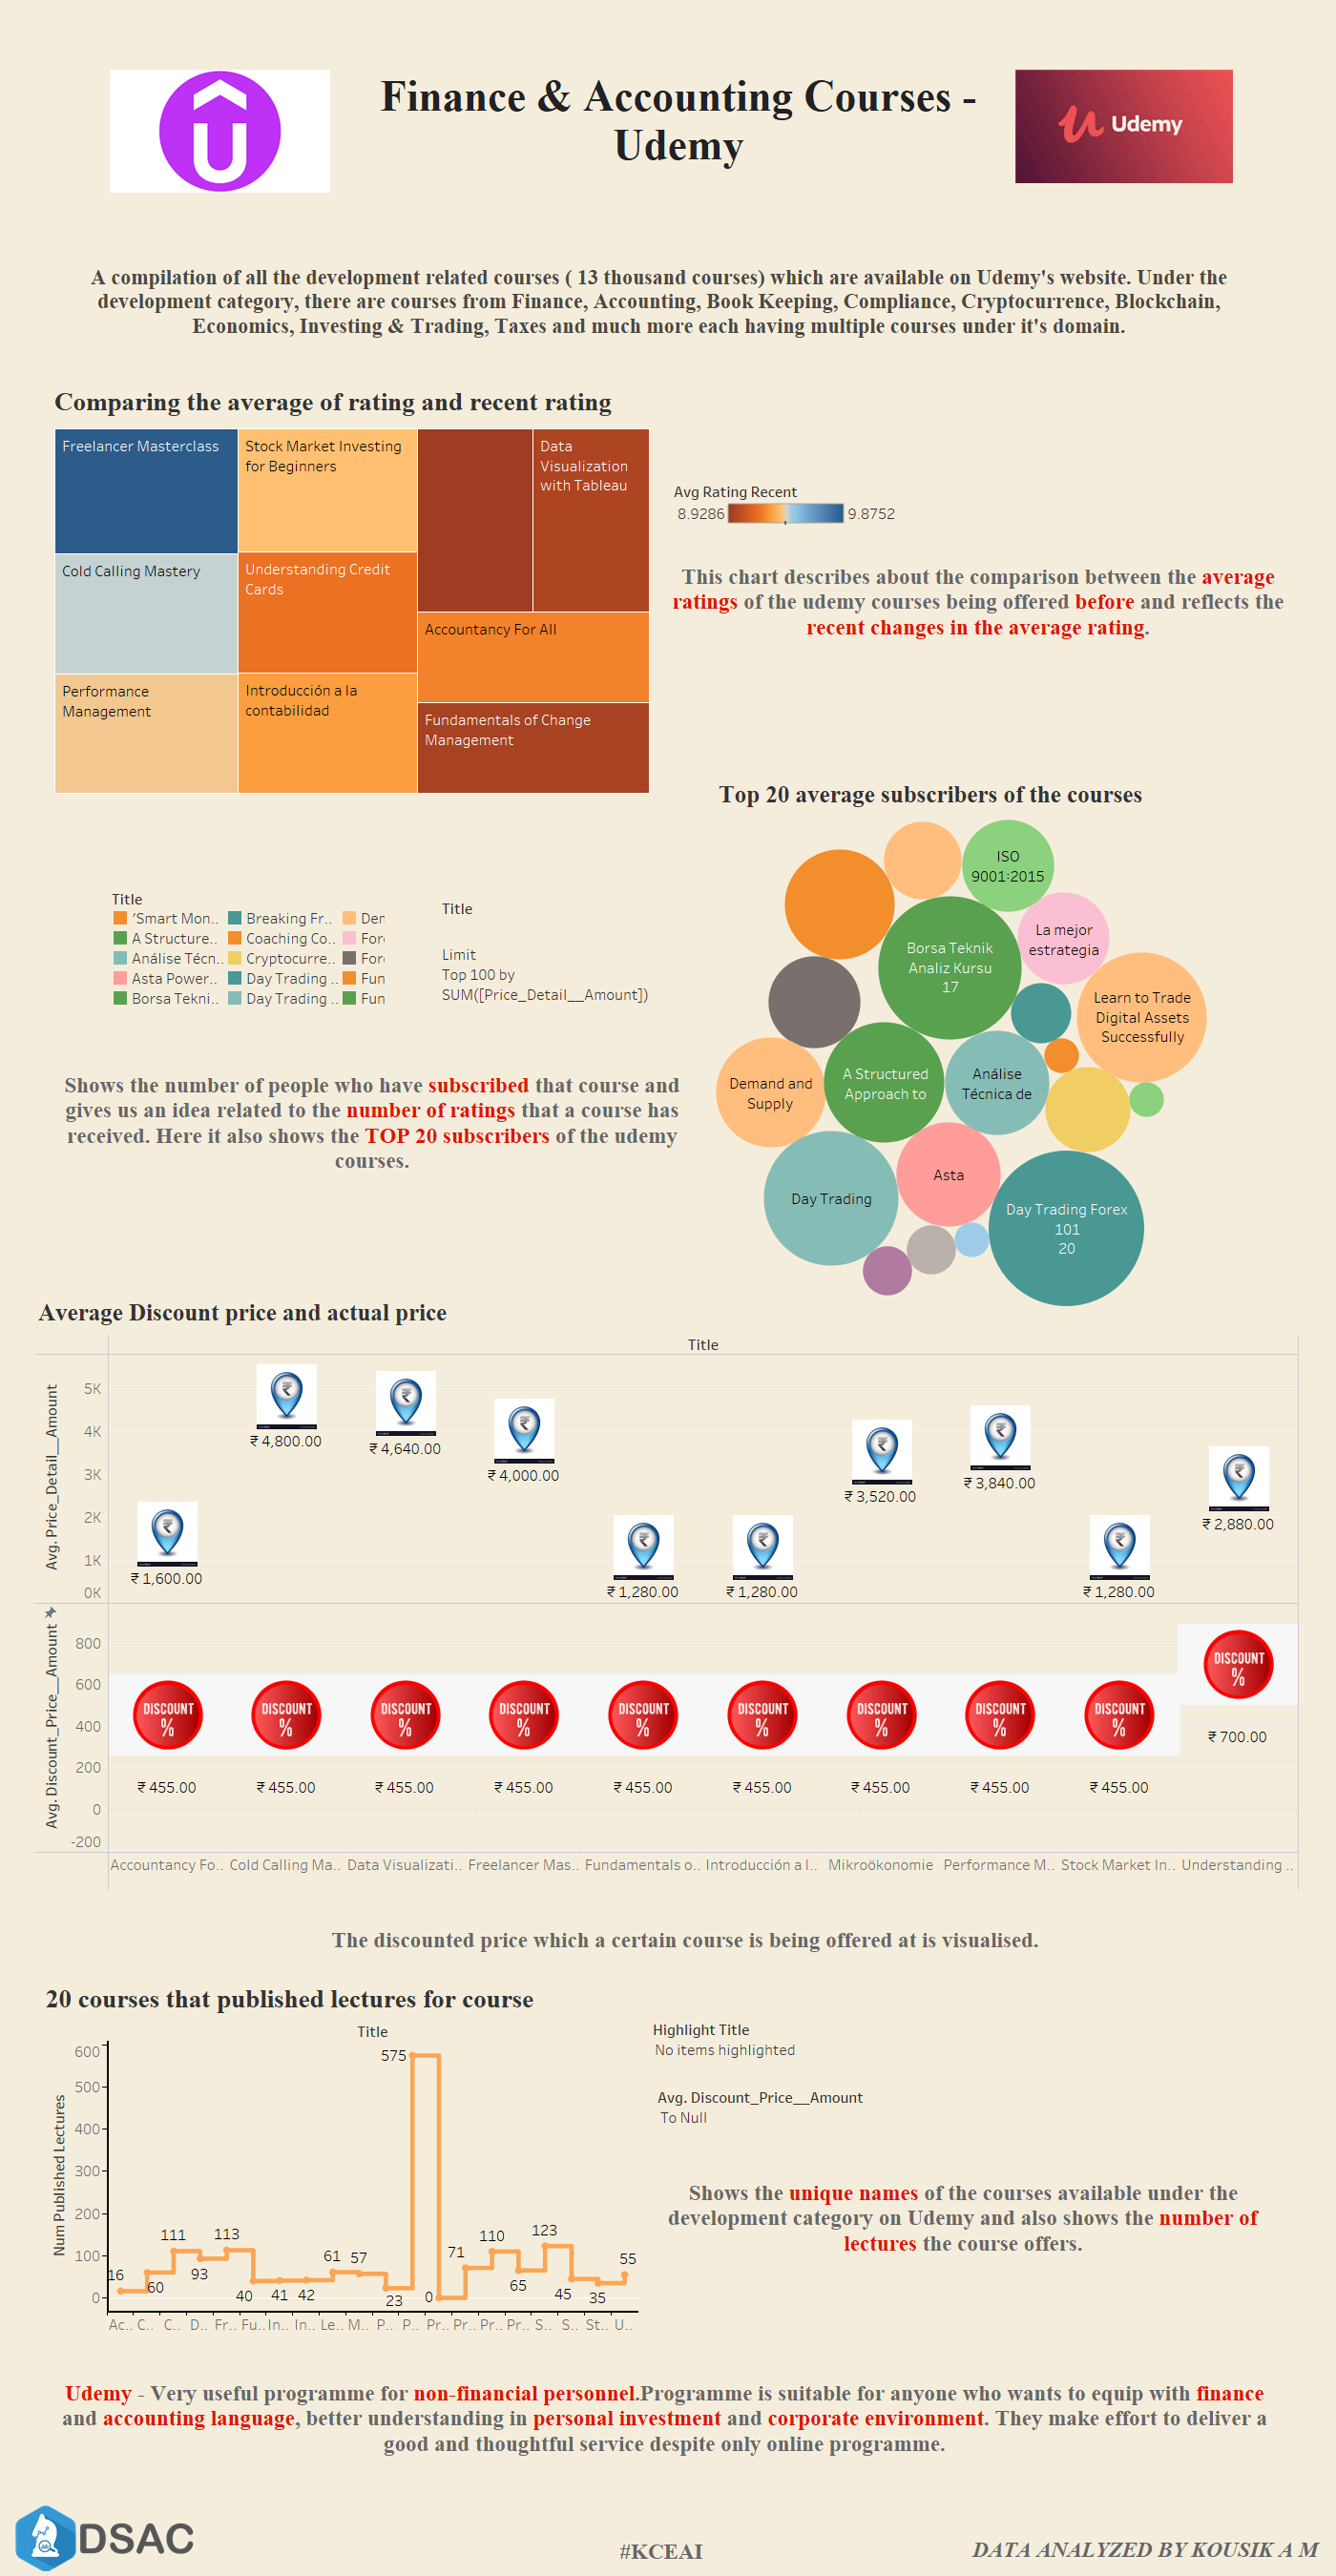 Finance & Accounting Courses -
Udemy
Udemy
A compilation of all the development related courses ( 13 thousand courses) which are available on Udemy's website. Under the
development category, there are courses from Finance, Accounting, Book Keeping, Compliance, Cryptocurrence, Blockchain,
Economics, Investing & Trading, Taxes and much more each having multiple courses under it's domain.
Comparing the average of rating and recent rating
Freelancer Masterclass
Stock Market Investing
for Beginners
Data
Visualization
with Tableau
Cold Calling Mastery
Understanding Credit
Cards
Accountancy For All
Performance
Management
Introducción a la
contabilidad
Fundamentals of Change
Management
Avg Rating Recent
8.9286
9.8752
This chart describes about the comparison between the average
ratings of the udemy courses being offered before and reflects the
recent changes in the average rating.
Top 20 average subscribers of the courses
ISO
9001:2015
La mejor
estrategia
Borsa Teknik
Analiz Kursu
17
Learn to Trade
Digital Assets
Successfully
Demand and
Supply
A Structured
Approach to
Análise
Técnica de
Day Trading
Asta
Day Trading Forex
101
20
Title
'Smart Mon.. Breaking Fr.. Der
A Structure.. Coaching Co.. For
Análise Técn.. Cryptocurre.. For
Asta Power.. Day Trading .. Fun
Borsa Tekni.. Day Trading .. Fun
Title
Limit
Top 100 by
SUM([Price_Detail__Amount])
Shows the number of people who have subscribed that course and
gives us an idea related to the number of ratings that a course has
received. Here it also shows the TOP 20 subscribers of the udemy
courses.
Average Discount price and actual price
Title
Avg. Price_Detail__Amount
5K
4K
3K
2K
1K
0K
₹ 1,600.00
₹ 4,800.00
₹ 4,640.00
₹ 4,000.00
₹ 1,280.00
₹ 1,280.00
₹ 3,520.00
₹ 3,840.00
₹ 1,280.00
₹ 2,880.00
Avg. Discount_Price__Amount
800
600
400
200
0
-200
DISCOUNT
%
DISCOUNT
%
DISCOUNT
%
DISCOUNT
%
DISCOUNT
%
DISCOUNT
%
DISCOUNT
%
DISCOUNT
%
DISCOUNT
%
DISCOUNT
%
₹ 455.00 ₹ 455.00 ₹ 455.00 ₹ 455.00 ₹ 455.00 ₹ 455.00 ₹ 455.00 ₹ 455.00 ₹ 455.00 ₹ 700.00
Accountancy Fo.. Cold Calling Ma.. Data Visualizati.. Freelancer Mas.. Fundamentals o.. Introducción a l.. Mikroökonomie Performance M.. Stock Market In.. Understanding ..
The discounted price which a certain course is being offered at is visualised.
20 courses that published lectures for course
Title
Num Published Lectures
600
500
400
300
200
100
0
16
60
111
93
113
40
41
42
61
57
23
575
0
71
110
65
123
45
35
55
Ac.. C.. C.. D.. Fr.. Fu.. In.. In.. Le.. M.. P.. P.. Pr.. Pr.. Pr.. Pr.. S.. S.. St.. U..
Highlight Title
No items highlighted
Avg. Discount_Price__Amount
To Null
Shows the unique names of the courses available under the
development category on Udemy and also shows the number of
lectures the course offers.
Udemy - Very useful programme for non-financial personnel.Programme is suitable for anyone who wants to equip with finance
and accounting language, better understanding in personal investment and corporate environment. They make effort to deliver a
good and thoughtful service despite only online programme.
DSAC
#KCEAI
DATA ANALYZED BY KOUSIK A M